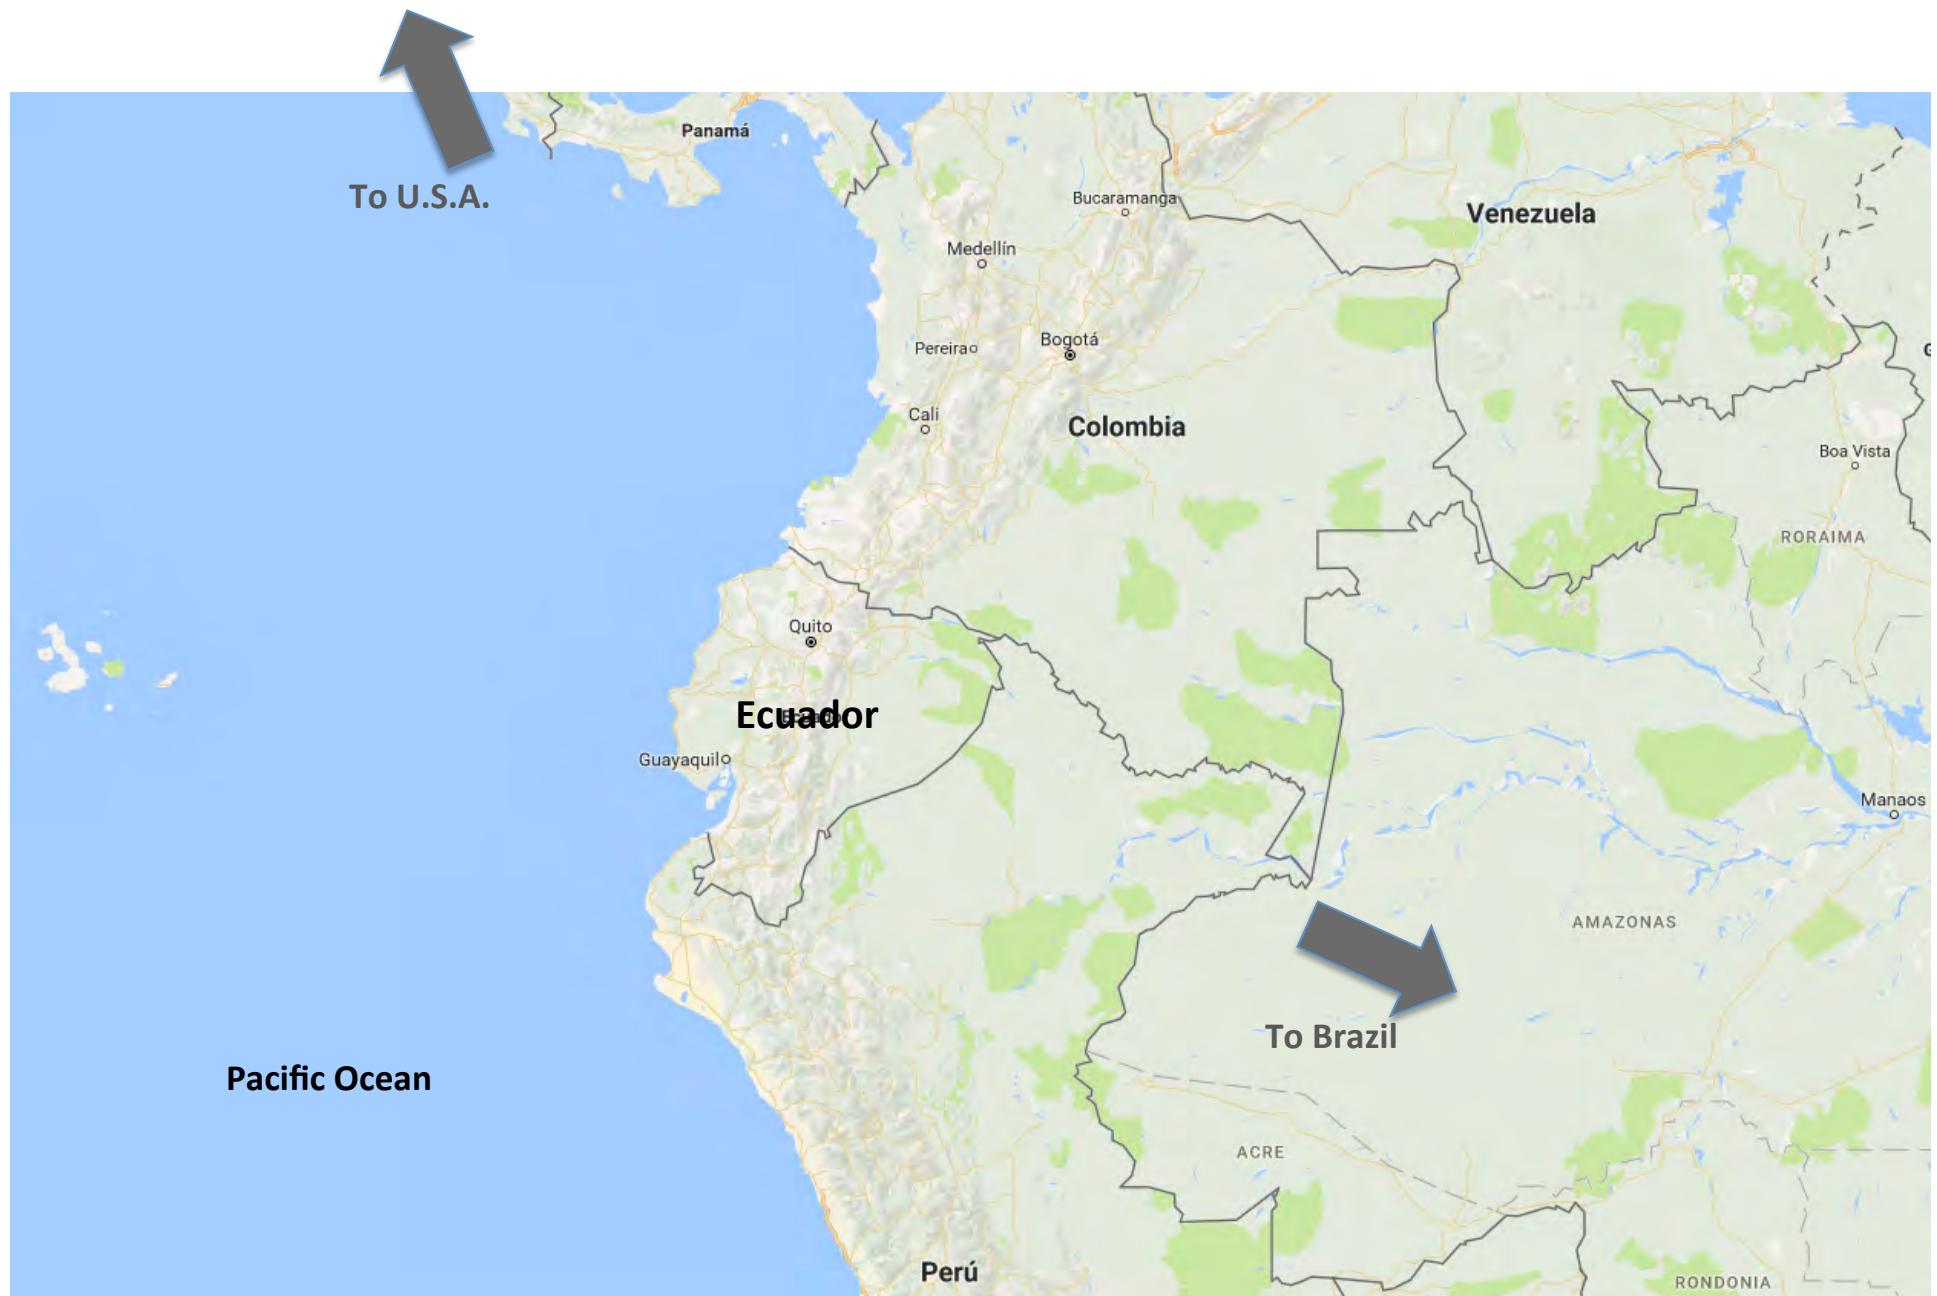 To U.S.A.
Panamá
Bucaramanga
Venezuela
Medellín
Pereira
Bogotá
Cali
Colombia
Boa Vista
RORAIMA
Quito
Ecuador
Ecuador
Guayaquil
Manaos
AMAZONAS
To Brazil
Pacific Ocean
ACRE
Perú
RONDONIA
G